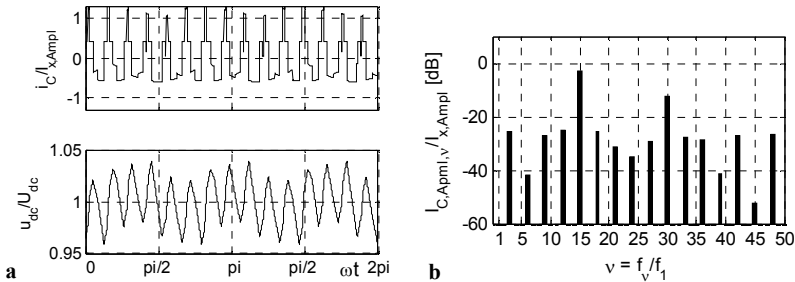 i_C/I_x,Ampl
1
0
-1
u_dc/U_dc
1.05
1
0.95
0 pi/2 pi pi/2 ωt 2pi
a
I_C,Apml,ν/I_x,Ampl [dB]
0
-20
-40
-60
1 5 10 15 20 25 30 35 40 45 50
ν = f_ν/f_1
b